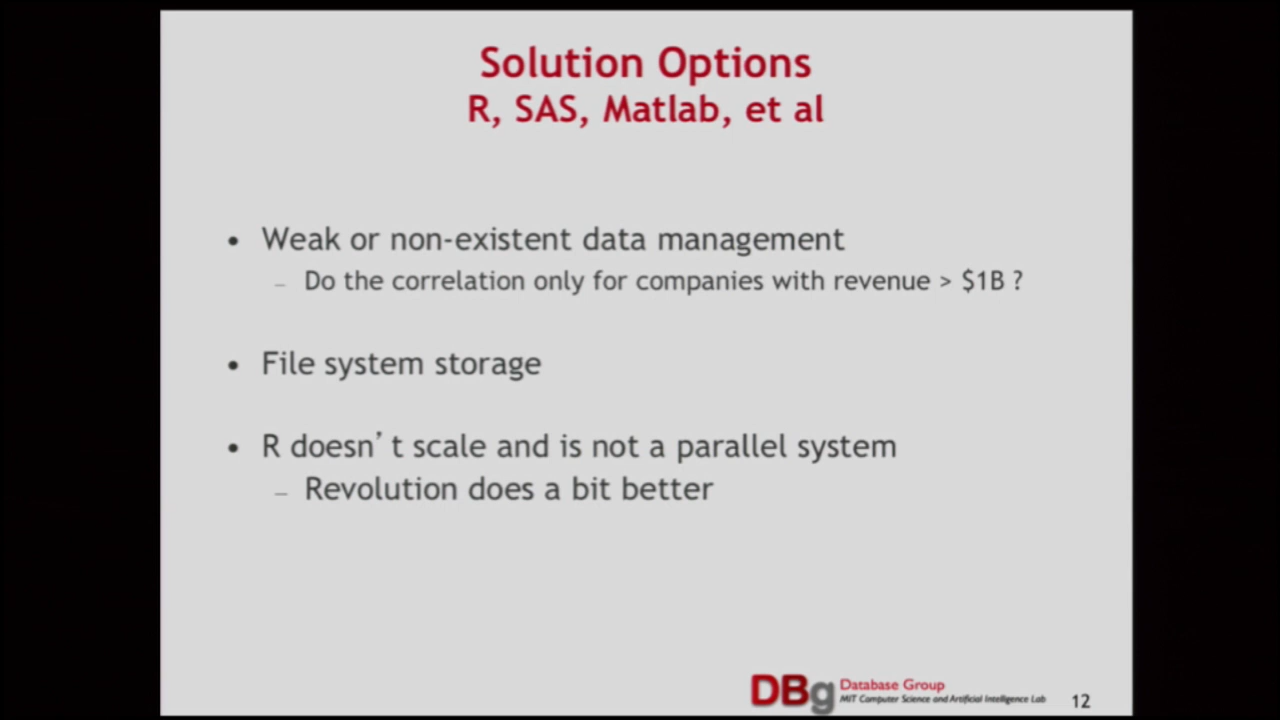 Solution Options
R, SAS, Matlab, et al
• Weak or non-existent data management
– Do the correlation only for companies with revenue > $1B ?
• File system storage
• R doesn’ t scale and is not a parallel system
– Revolution does a bit better
DBg Database Group
MIT Computer Science and Artificial Intelligence Lab
12